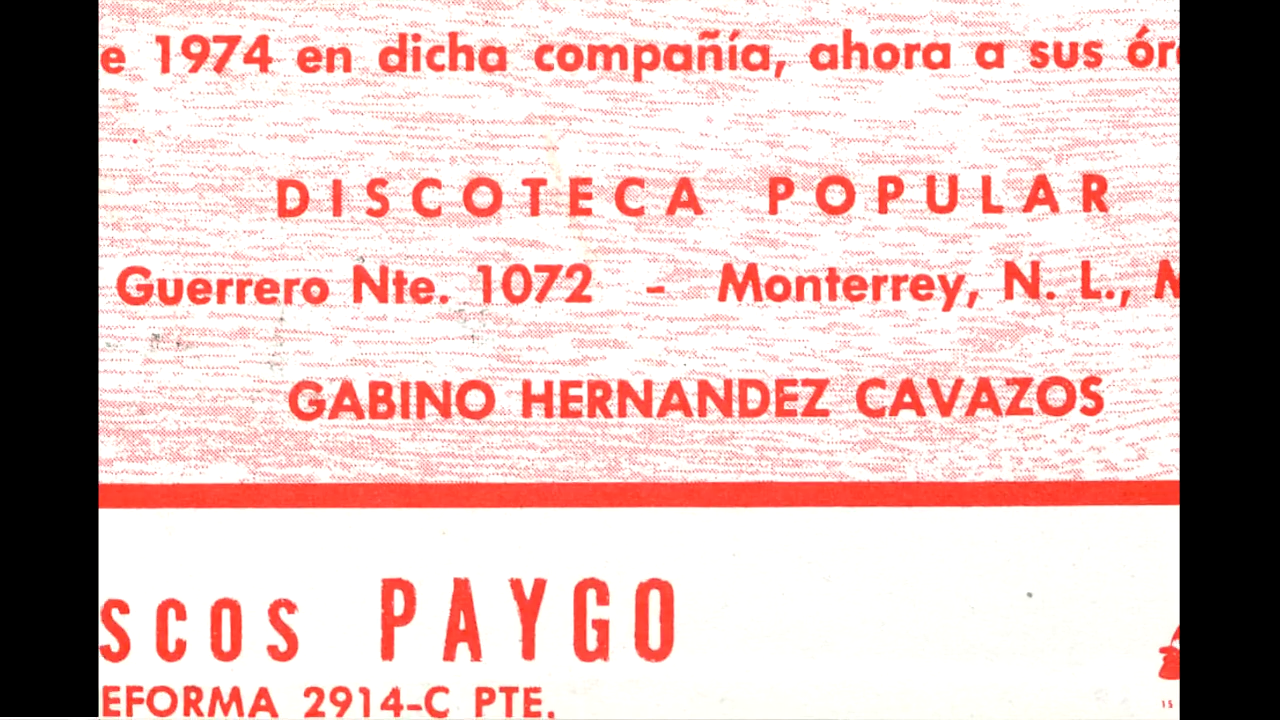 e 1974 en dicha compañía, ahora a sus ór
DISCOTECA POPULAR
Guerrero Nte. 1072 - Monterrey, N. L., M
GABINO HERNANDEZ CAVAZOS
SCOS PAYGO
EFORMA 2914-C PTE.
15